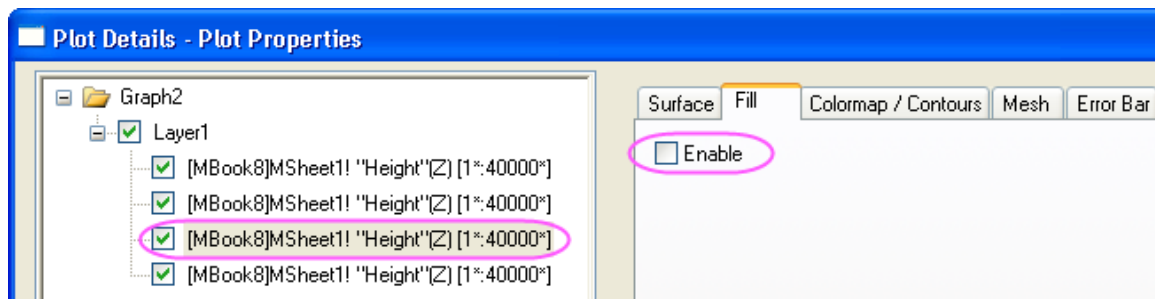 Plot Details - Plot Properties
Graph2
Layer1
[MBook8]MSheet1! "Height"(Z) [1*:40000*]
[MBook8]MSheet1! "Height"(Z) [1*:40000*]
[MBook8]MSheet1! "Height"(Z) [1*:40000*]
[MBook8]MSheet1! "Height"(Z) [1*:40000*]
Surface Fill Colormap / Contours Mesh Error Bar
Enable